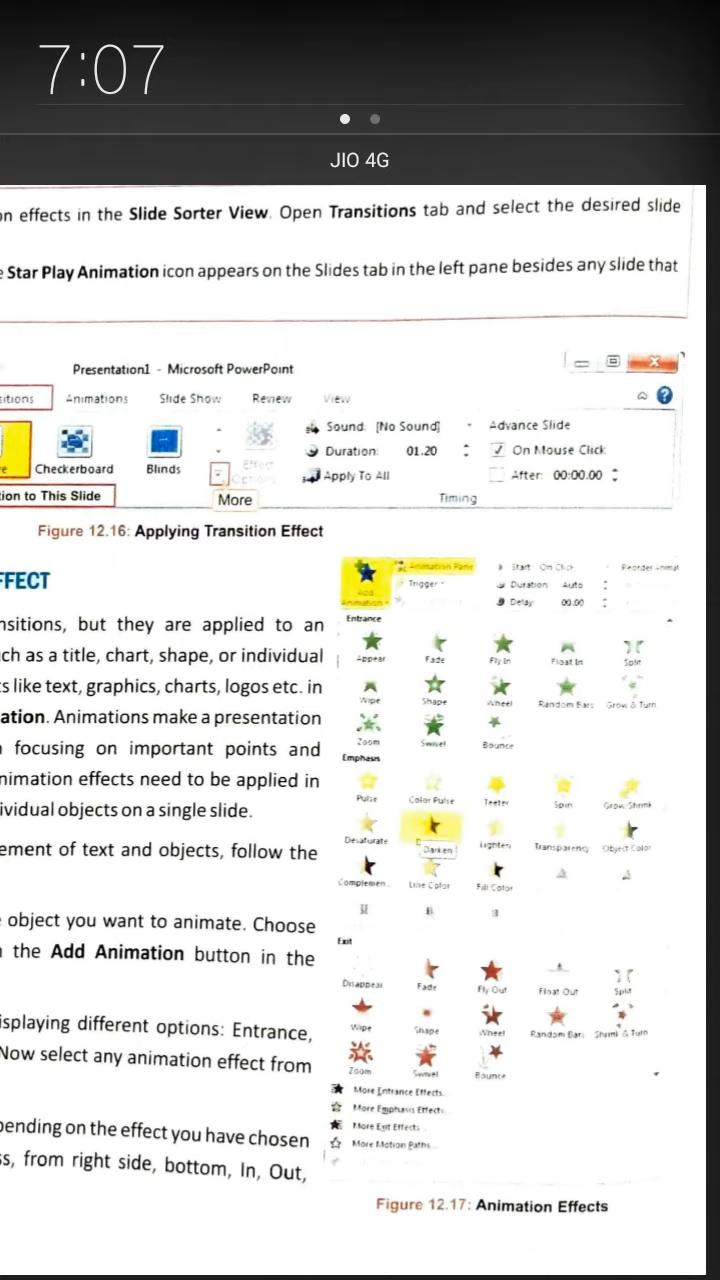 7:07
JIO 4G
on effects in the Slide Sorter View. Open Transitions tab and select the desired slide
e Star Play Animation icon appears on the Slides tab in the left pane besides any slide that
Presentation1 - Microsoft PowerPoint
sitions Animations Slide Show Review View
Checkerboard Blinds Effect Options
More
Sound: [No Sound]
Duration: 01.20
Apply To All
Advance Slide
On Mouse Click
After: 00:00.00
Timing
tion to This Slide
Figure 12.16: Applying Transition Effect
FFECT
nsitions, but they are applied to an
ch as a title, chart, shape, or individual
s like text, graphics, charts, logos etc. in
ation. Animations make a presentation
focusing on important points and
nimation effects need to be applied in
ividual objects on a single slide.
ement of text and objects, follow the
e object you want to animate. Choose
the Add Animation button in the
isplaying different options: Entrance,
Now select any animation effect from
pending on the effect you have chosen
ss, from right side, bottom, In, Out,
Add Animation
Animation Pane
Trigger
Start: On Click
Duration: Auto
Delay: 00.00
Reorder Animat
Entrance
Appear Fade Fly In Float In Split
Wipe Shape Wheel Random Bars Grow & Turn
Zoom Swivel Bounce
Emphasis
Pulse Color Pulse Teeter Spin Grow/Shrink
Desaturate Darken Lighten Transparency Object Color
Complemen... Line Color Fill Color
Exit
Disappear Fade Fly Out Float Out Split
Wipe Shape Wheel Random Bars Shrink & Turn
Zoom Swivel Bounce
More Entrance Effects...
More Emphasis Effects...
More Exit Effects...
More Motion Paths...
Figure 12.17: Animation Effects